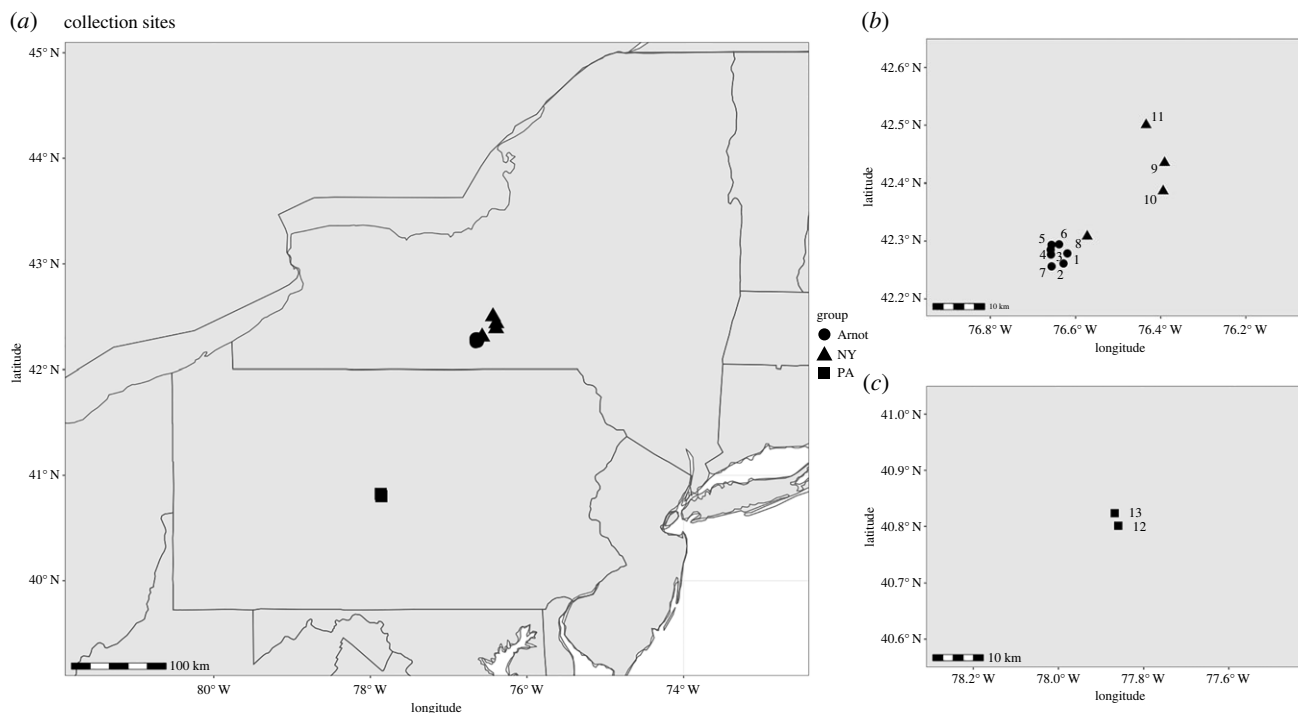 (a) collection sites
45° N
44° N
43° N
42° N
41° N
40° N
latitude
100 km
80° W
78° W
76° W
74° W
longitude
group
Arnot
NY
PA
(b)
42.6° N
42.5° N
42.4° N
42.3° N
42.2° N
latitude
11
9
10
5 6 8
4 3 1
7 2
10 km
76.8° W
76.6° W
76.4° W
76.2° W
longitude
(c)
41.0° N
40.9° N
40.8° N
40.7° N
40.6° N
latitude
13
12
10 km
78.2° W
78.0° W
77.8° W
77.6° W
longitude